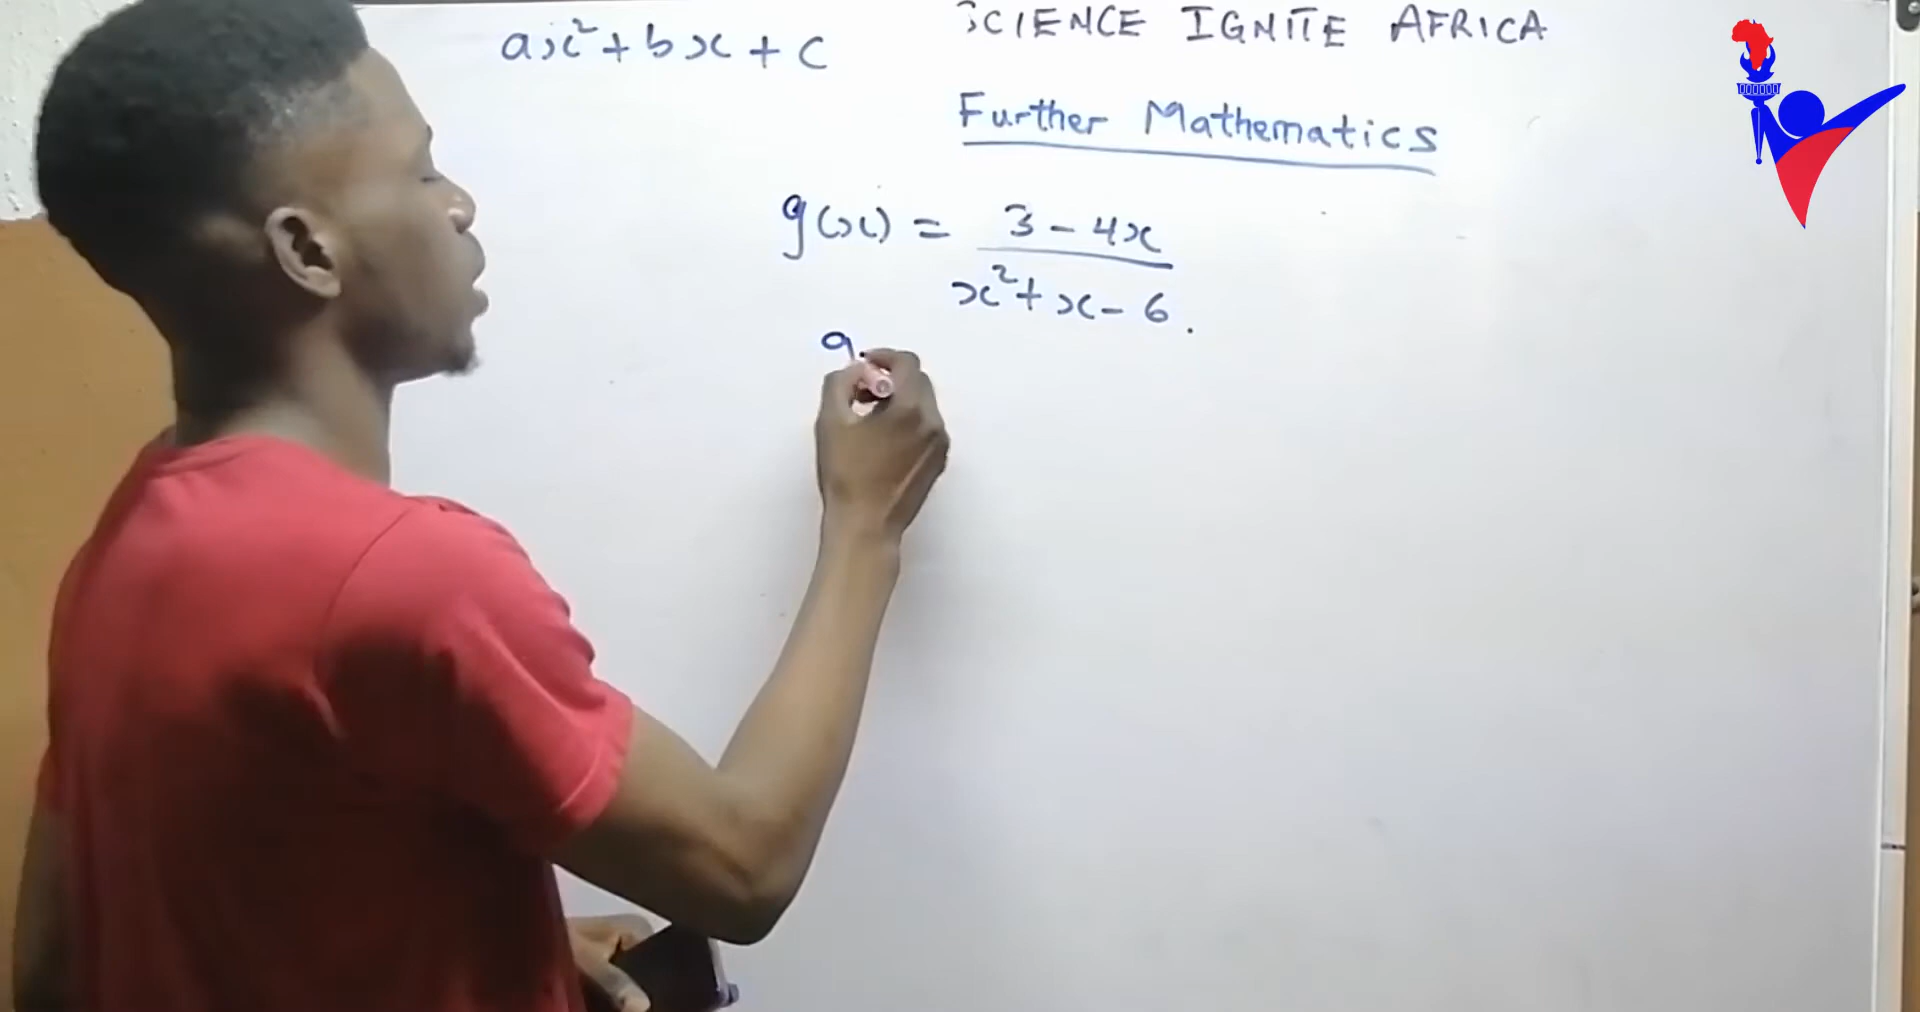 ax²+bx+c
SCIENCE IGNITE AFRICA
Further Mathematics
g(x) = 3-4x
x²+x-6.
g